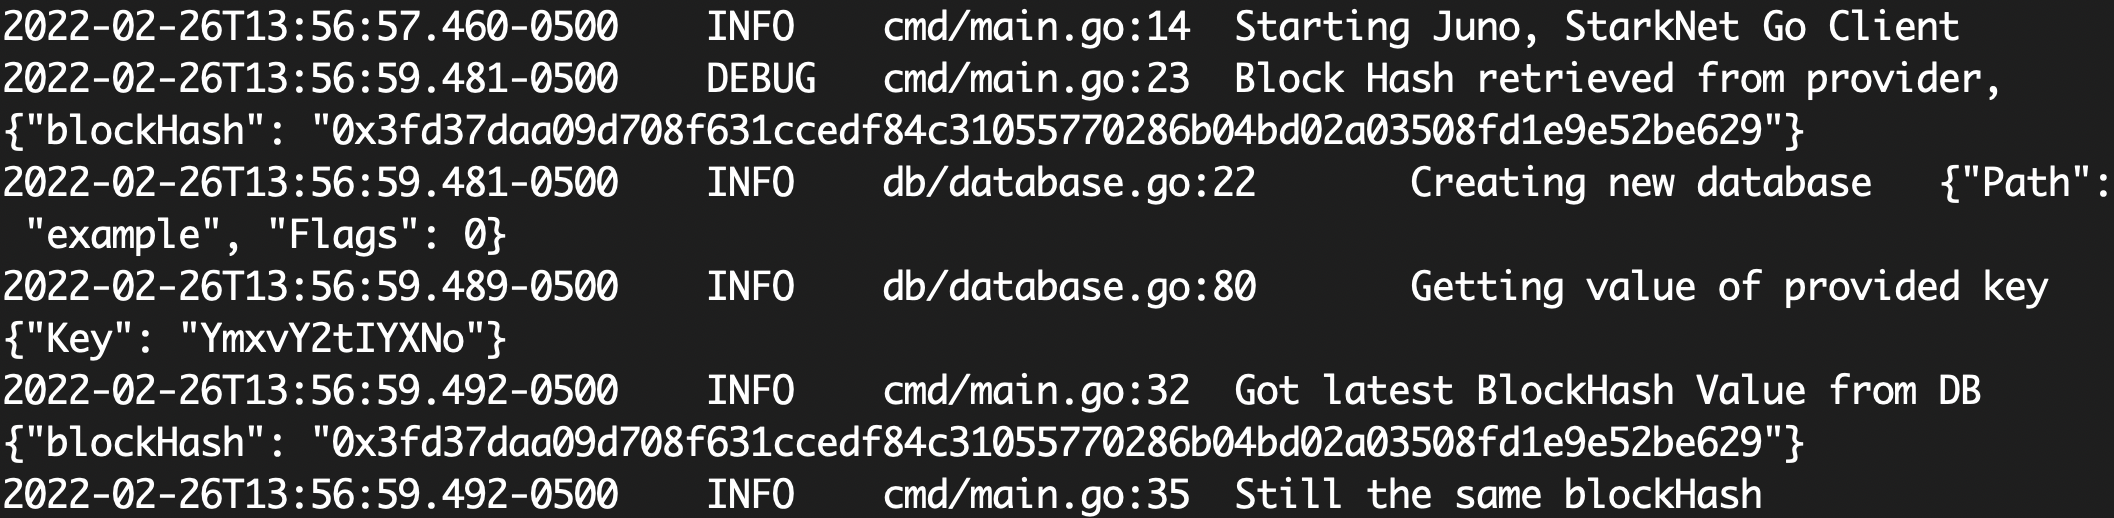 2022-02-26T13:56:57.460-0500    INFO    cmd/main.go:14  Starting Juno, StarkNet Go Client
2022-02-26T13:56:59.481-0500    DEBUG   cmd/main.go:23  Block Hash retrieved from provider,
{"blockHash": "0x3fd37daa09d708f631ccedf84c31055770286b04bd02a03508fd1e9e52be629"}
2022-02-26T13:56:59.481-0500    INFO    db/database.go:22       Creating new database   {"Path":
 "example", "Flags": 0}
2022-02-26T13:56:59.489-0500    INFO    db/database.go:80       Getting value of provided key
{"Key": "YmxvY2tIYXNo"}
2022-02-26T13:56:59.492-0500    INFO    cmd/main.go:32  Got latest BlockHash Value from DB
{"blockHash": "0x3fd37daa09d708f631ccedf84c31055770286b04bd02a03508fd1e9e52be629"}
2022-02-26T13:56:59.492-0500    INFO    cmd/main.go:35  Still the same blockHash